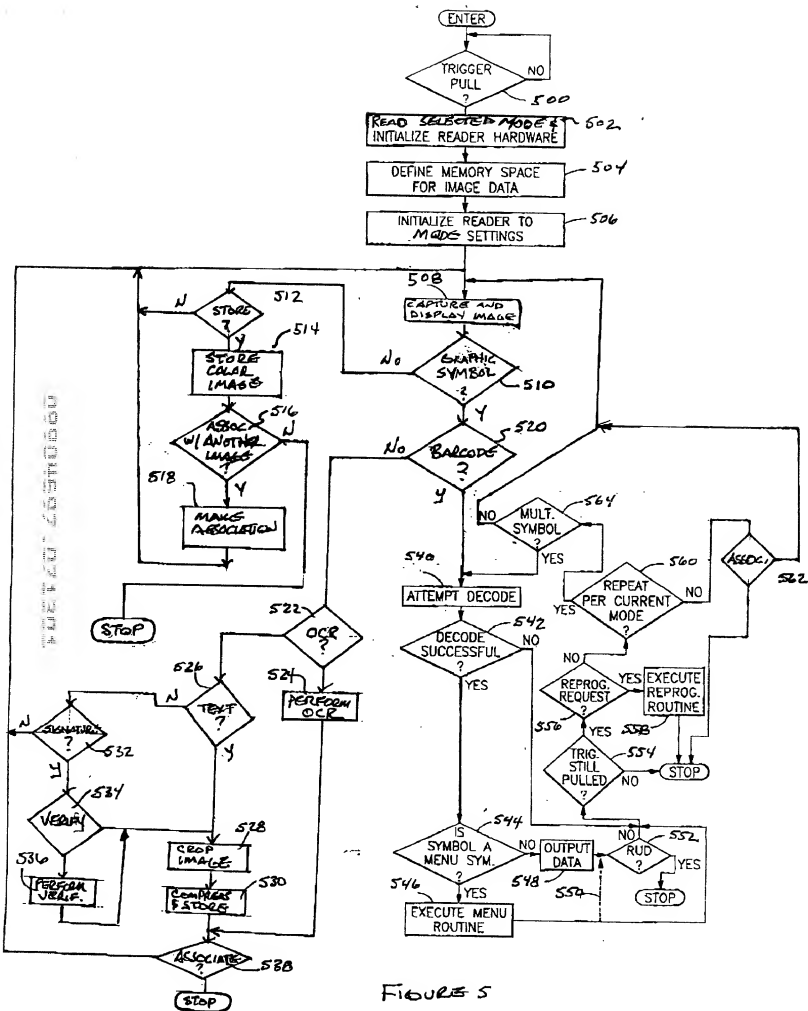 ENTER
TRIGGER
PULL
?
NO
500
READ SELECTED MODE &
INITIALIZE READER HARDWARE
502
DEFINE MEMORY SPACE
FOR IMAGE DATA
504
INITIALIZE READER TO
MODE SETTINGS
506
508
CAPTURE AND
DISPLAY IMAGE
512
N
STORE
?
Y
514
STORE
COLOR
IMAGE
No
GRAPHIC
SYMBOL
?
510
Y
516
ASSOC
W/ ANOTHER
IMAGE
?
N
Y
518
MAKE
ASSOCIATION
STOP
No
BARCODE
?
520
Y
NO
MULT.
SYMBOL
?
564
YES
540
ATTEMPT DECODE
560
REPEAT
PER CURRENT
MODE
?
YES
NO
ASSOC.
562
522
OCR
?
524
PERFORM
OCR
542
DECODE
SUCCESSFUL
?
NO
YES
526
N
TEXT
?
Y
NO
REPROG.
REQUEST
?
556
YES
EXECUTE
REPROG.
ROUTINE
558
YES
N
SIGNATURE
?
532
Y
TRIG.
STILL
PULLED
?
554
NO
STOP
534
VERIFY
536
PERFORM
VERIF.
528
CROP
IMAGE
530
COMPRESS
& STORE
544
IS
SYMBOL A
MENU SYM.
?
NO
OUTPUT
DATA
548
550
NO
RUD
?
552
YES
STOP
YES
546
EXECUTE MENU
ROUTINE
ASSOCIATE
?
538
STOP
FIGURE 5